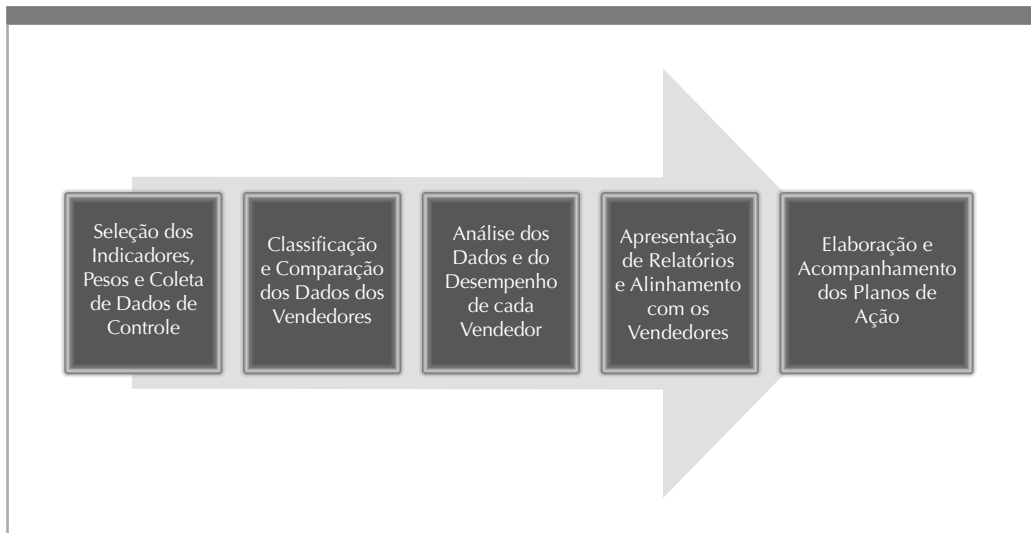 Seleção dos
Indicadores,
Pesos e Coleta
de Dados de
Controle
Classificação
e Comparação
dos Dados dos
Vendedores
Análise dos
Dados e do
Desempenho
de cada
Vendedor
Apresentação
de Relatórios
e Alinhamento
com os
Vendedores
Elaboração e
Acompanhamento
dos Planos de
Ação